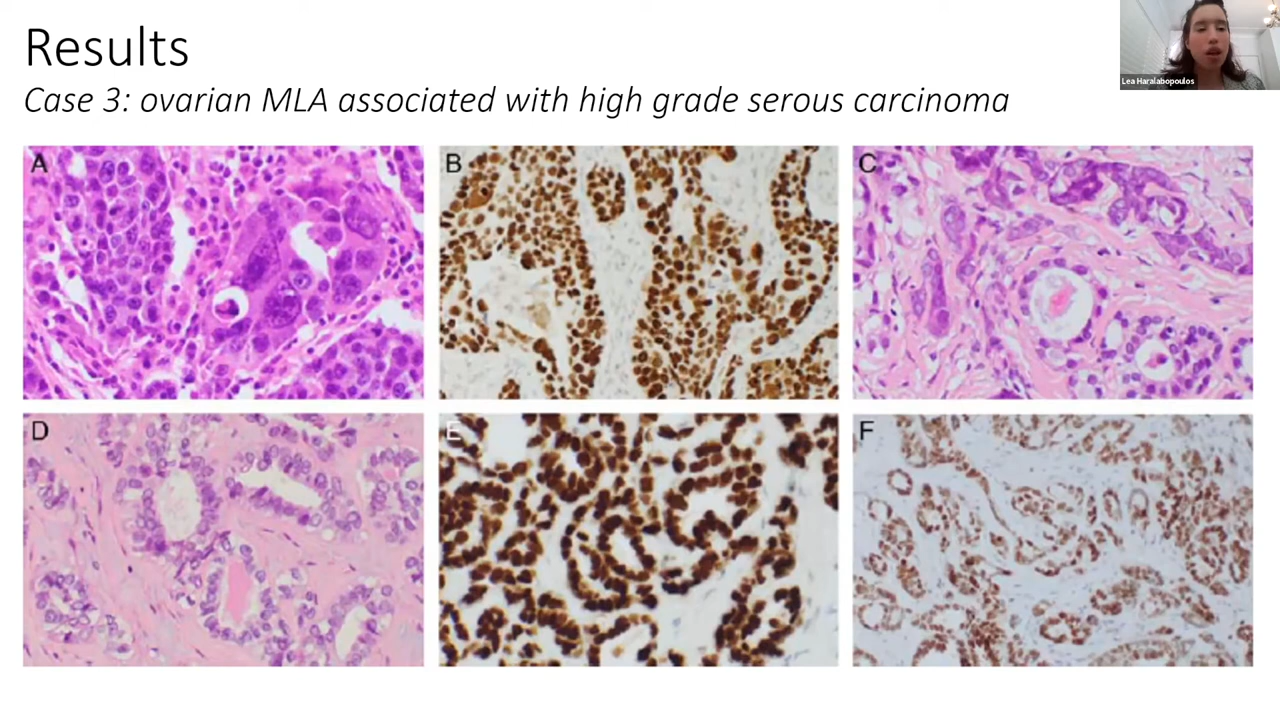 Results
Lea Haralabopoulos
Case 3: ovarian MLA associated with high grade serous carcinoma
A
B
C
D
E
F